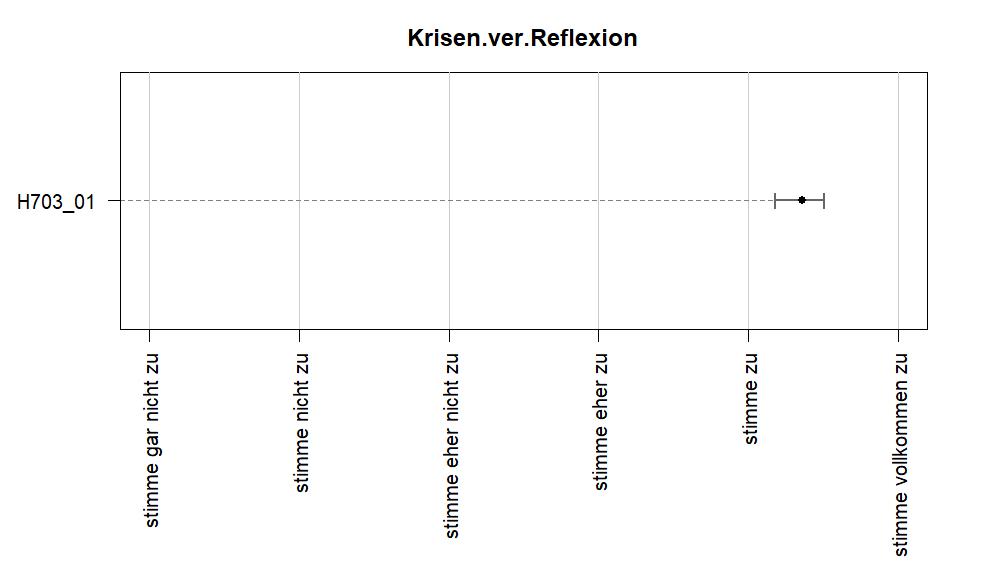 Krisen.ver.Reflexion
H703_01
stimme gar nicht zu
stimme nicht zu
stimme eher nicht zu
stimme eher zu
stimme zu
stimme vollkommen zu